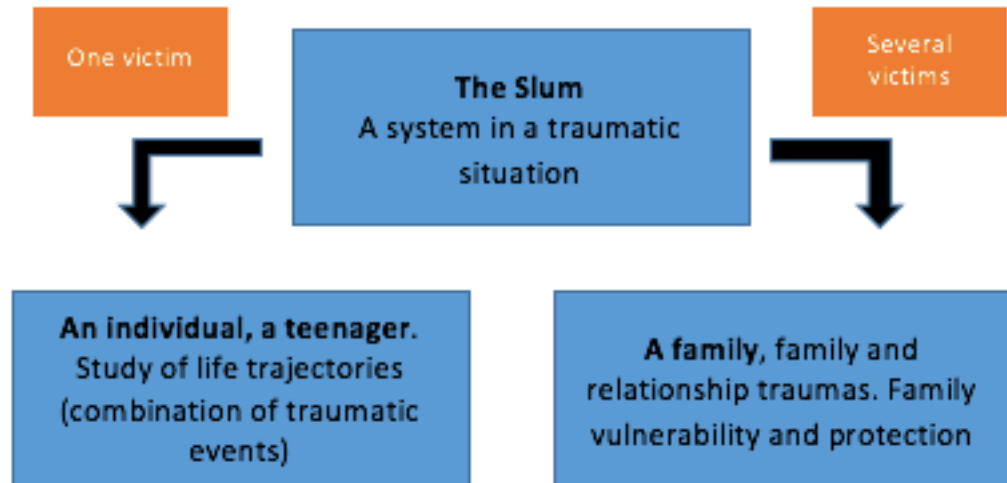 One victim
The Slum
A system in a traumatic
situation
Several
victims
An individual, a teenager.
Study of life trajectories
(combination of traumatic
events)
A family, family and
relationship traumas. Family
vulnerability and protection